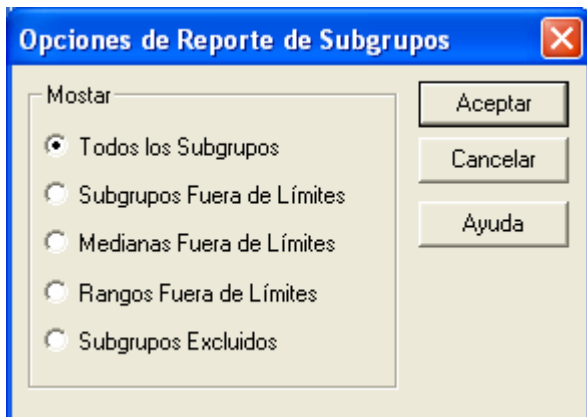 Opciones de Reporte de Subgrupos
Mostar
Todos los Subgrupos
Subgrupos Fuera de Límites
Medianas Fuera de Límites
Rangos Fuera de Límites
Subgrupos Excluidos
Aceptar
Cancelar
Ayuda